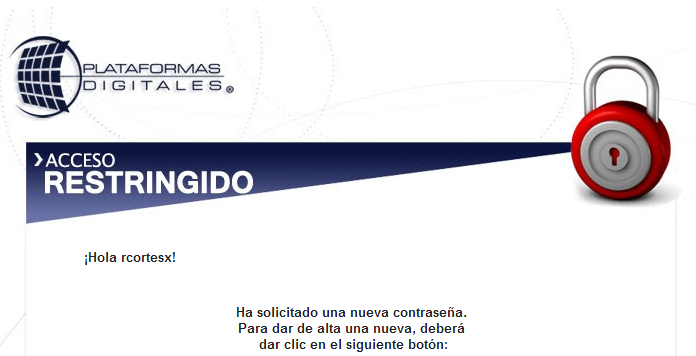 PLATAFORMAS
DIGITALES®
❯ACCESO
RESTRINGIDO
¡Hola rcortesx!
Ha solicitado una nueva contraseña.
Para dar de alta una nueva, deberá
dar clic en el siguiente botón: